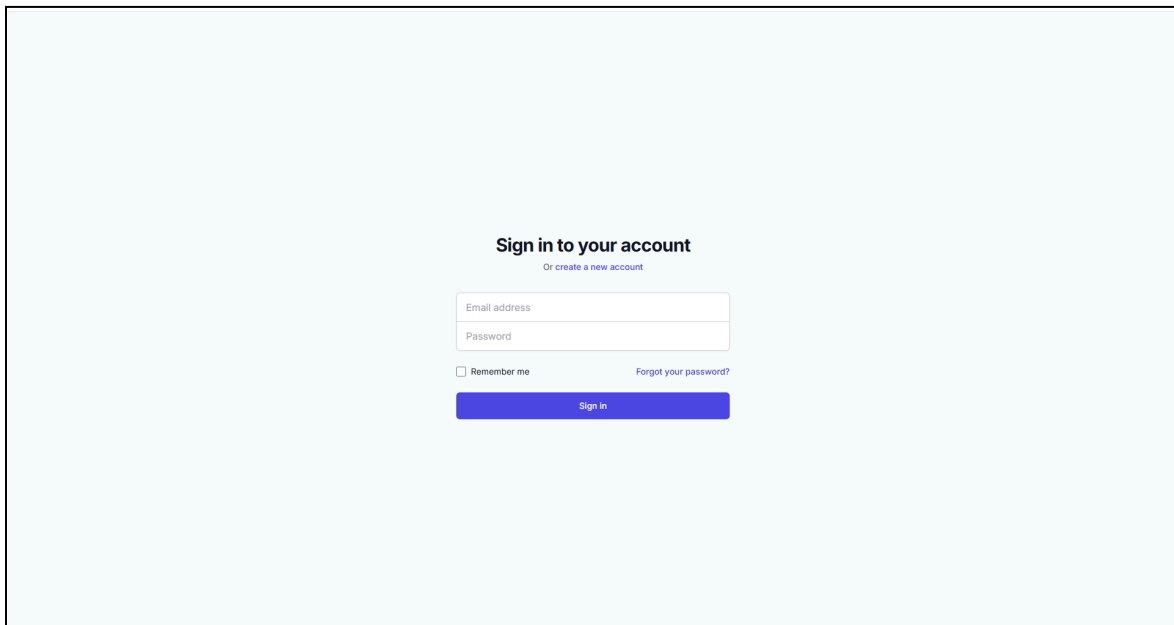 Sign in to your account
Or create a new account
Email address
Password
Remember me Forgot your password?
Sign in